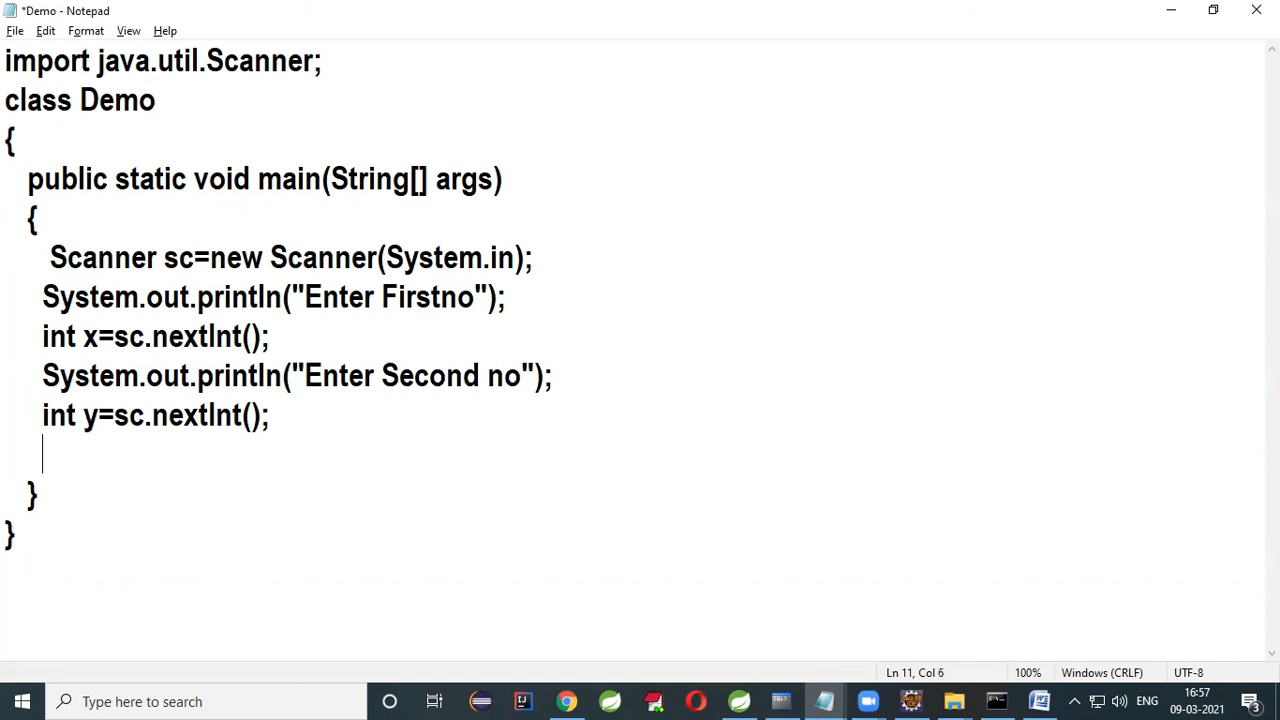 *Demo - Notepad
File Edit Format View Help
import java.util.Scanner;
class Demo
{
public static void main(String[] args)
{
Scanner sc=new Scanner(System.in);
System.out.println("Enter Firstno");
int x=sc.nextInt();
System.out.println("Enter Second no");
int y=sc.nextInt();
}
}
Ln 11, Col 6 100% Windows (CRLF) UTF-8
Type here to search ENG 16:57
09-03-2021 3